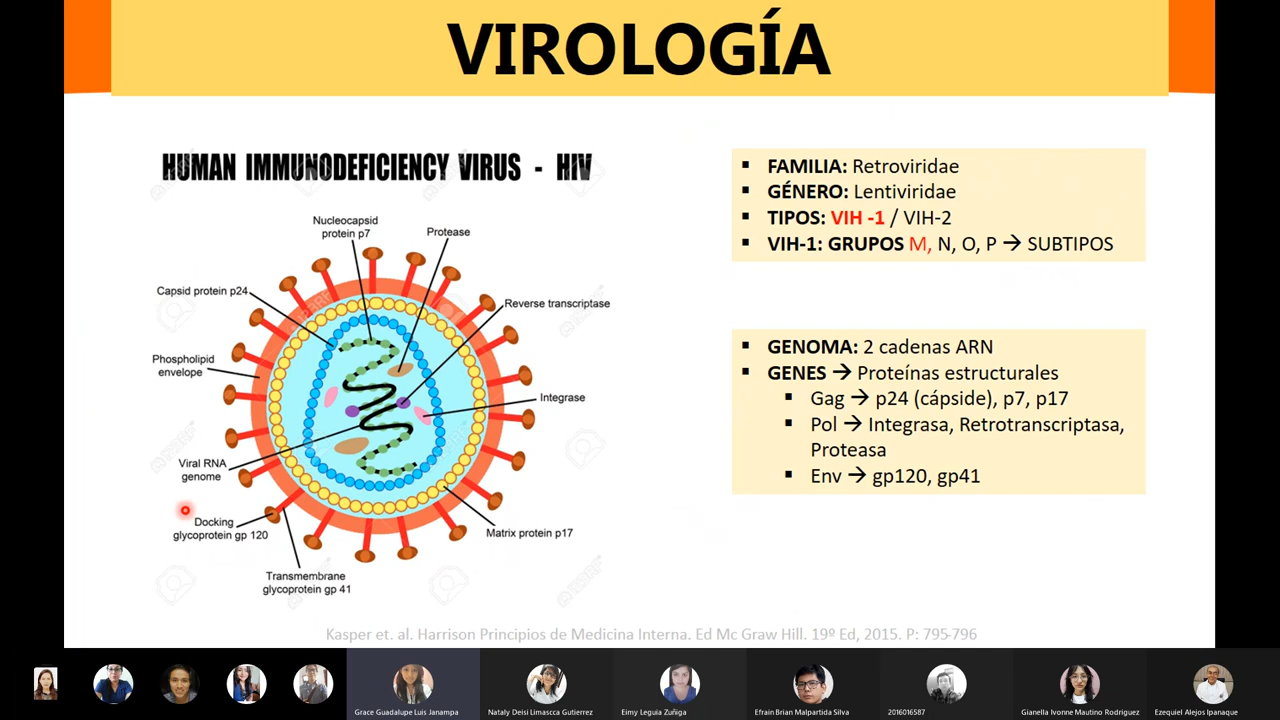 VIROLOGÍA
HUMAN IMMUNODEFICIENCY VIRUS - HIV
Nucleocapsid
protein p7
Protease
Capsid protein p24
Reverse transcriptase
Phospholipid
envelope
Integrase
Viral RNA
genome
Docking
glycoprotein gp 120
Matrix protein p17
Transmembrane
glycoprotein gp 41
▪ FAMILIA: Retroviridae
▪ GÉNERO: Lentiviridae
▪ TIPOS: VIH -1 / VIH-2
▪ VIH-1: GRUPOS M, N, O, P → SUBTIPOS
▪ GENOMA: 2 cadenas ARN
▪ GENES → Proteínas estructurales
▪ Gag → p24 (cápside), p7, p17
▪ Pol → Integrasa, Retrotranscriptasa,
Proteasa
▪ Env → gp120, gp41
Kasper et. al. Harrison Principios de Medicina Interna. Ed Mc Graw Hill. 19º Ed, 2015. P: 795-796
Grace Guadalupe Luis Janampa
Nataly Deisi Limascca Gutierrez
Eimy Leguia Zuñiga
Efrain Brian Malpartida Silva
2016016587
Gianella Ivonne Mautino Rodriguez
Ezequiel Alejos Ipanaque